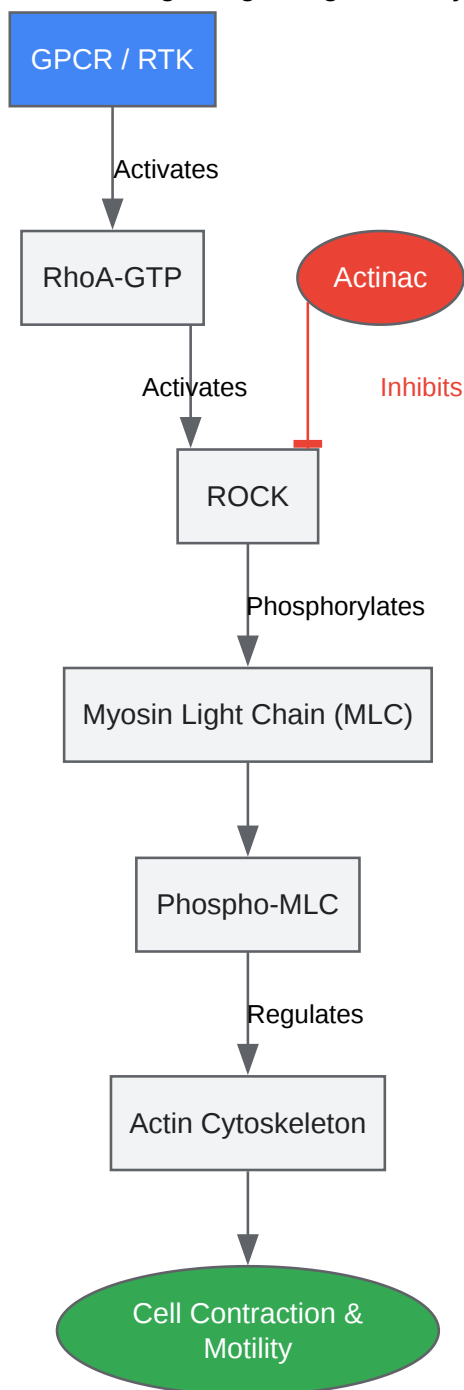 GPCR / RTK
Activates
RhoA-GTP
Actinac
Activates
Inhibits
ROCK
Phosphorylates
Myosin Light Chain (MLC)
Phospho-MLC
Regulates
Actin Cytoskeleton
Cell Contraction &
Motility